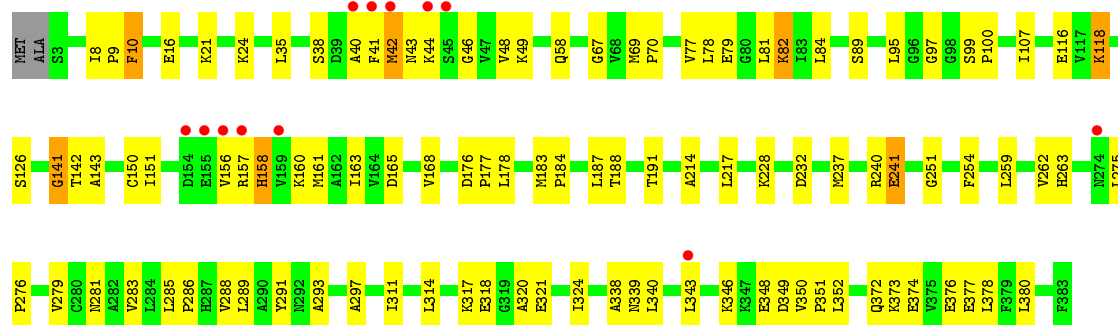 MET ALA S3 I8 P9 F10 E16 K21 K24 L35 S38 D39 A40 F41 M42 N43 K44 S45 G46 V47 V48 K49 Q58 G67 V68 M69 P70 V77 L78 E79 G80 L81 K82 I83 L84 S89 L95 G96 G97 G98 S99 P100 I107 E116 V117 K118
S126 G141 T142 A143 C150 I151 D154 E155 V156 R157 H158 V159 K160 M161 A162 I163 V164 D165 V168 D176 P177 L178 M183 P184 L187 T188 T191 A214 L217 K228 D232 M237 R240 E241 G251 F254 L259 V262 H263 N274 L275
P276 V279 C280 N281 A282 V283 L284 L285 P286 H287 V288 L289 A290 Y291 N292 A293 A297 I311 L314 K317 E318 G319 A320 E321 I324 A338 N339 L340 L343 K346 K347 E348 D349 V350 P351 L352 Q372 K373 E374 V375 E376 E377 L378 F379 L380 F383